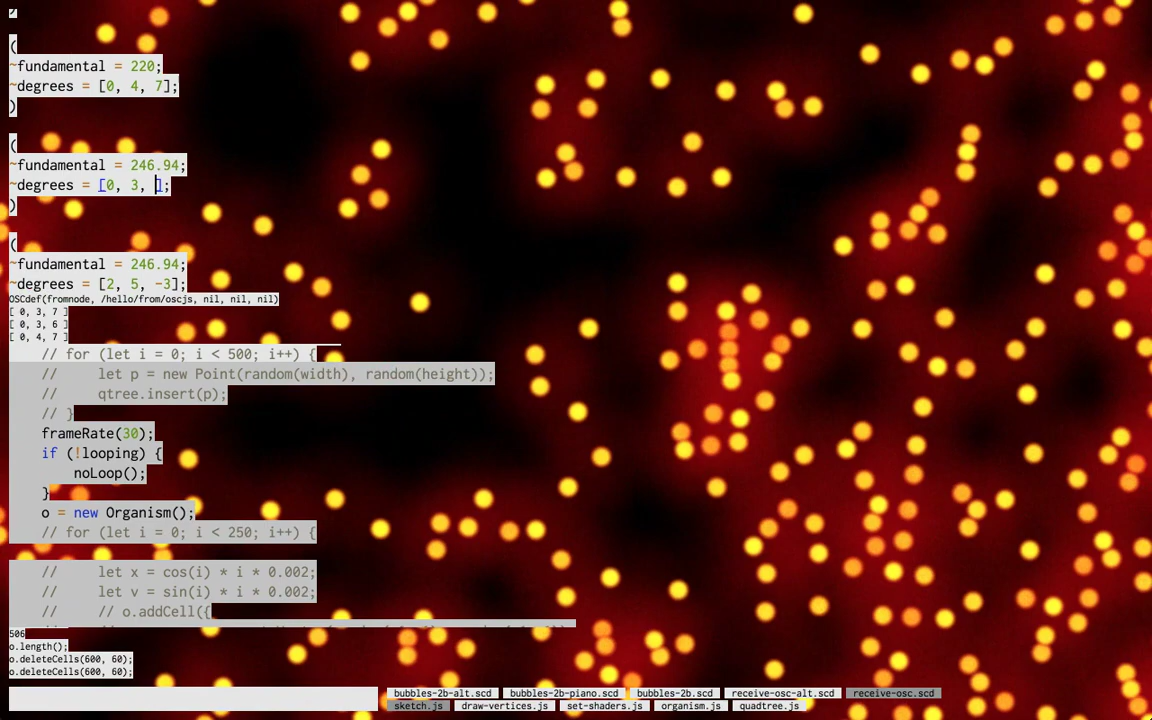 (
~fundamental = 220;
~degrees = [0, 4, 7];
)
(
~fundamental = 246.94;
~degrees = [0, 3, ];
)
(
~fundamental = 246.94;
~degrees = [2, 5, -3];
OSCdef(fromnode, /hello/from/oscjs, nil, nil, nil)
[ 0, 3, 7 ]
[ 0, 3, 6 ]
[ 0, 4, 7 ]
// for (let i = 0; i < 500; i++) {
//     let p = new Point(random(width), random(height));
//     qtree.insert(p);
// }
frameRate(30);
if (!looping) {
noLoop();
}
o = new Organism();
// for (let i = 0; i < 250; i++) {
//     let x = cos(i) * i * 0.002;
//     let v = sin(i) * i * 0.002;
//     // o.addCell({
506
o.length();
o.deleteCells(600, 60);
o.deleteCells(600, 60);
bubbles-2b-alt.scd bubbles-2b-piano.scd bubbles-2b.scd receive-osc-alt.scd receive-osc.scd
sketch.js draw-vertices.js set-shaders.js organism.js quadtree.js